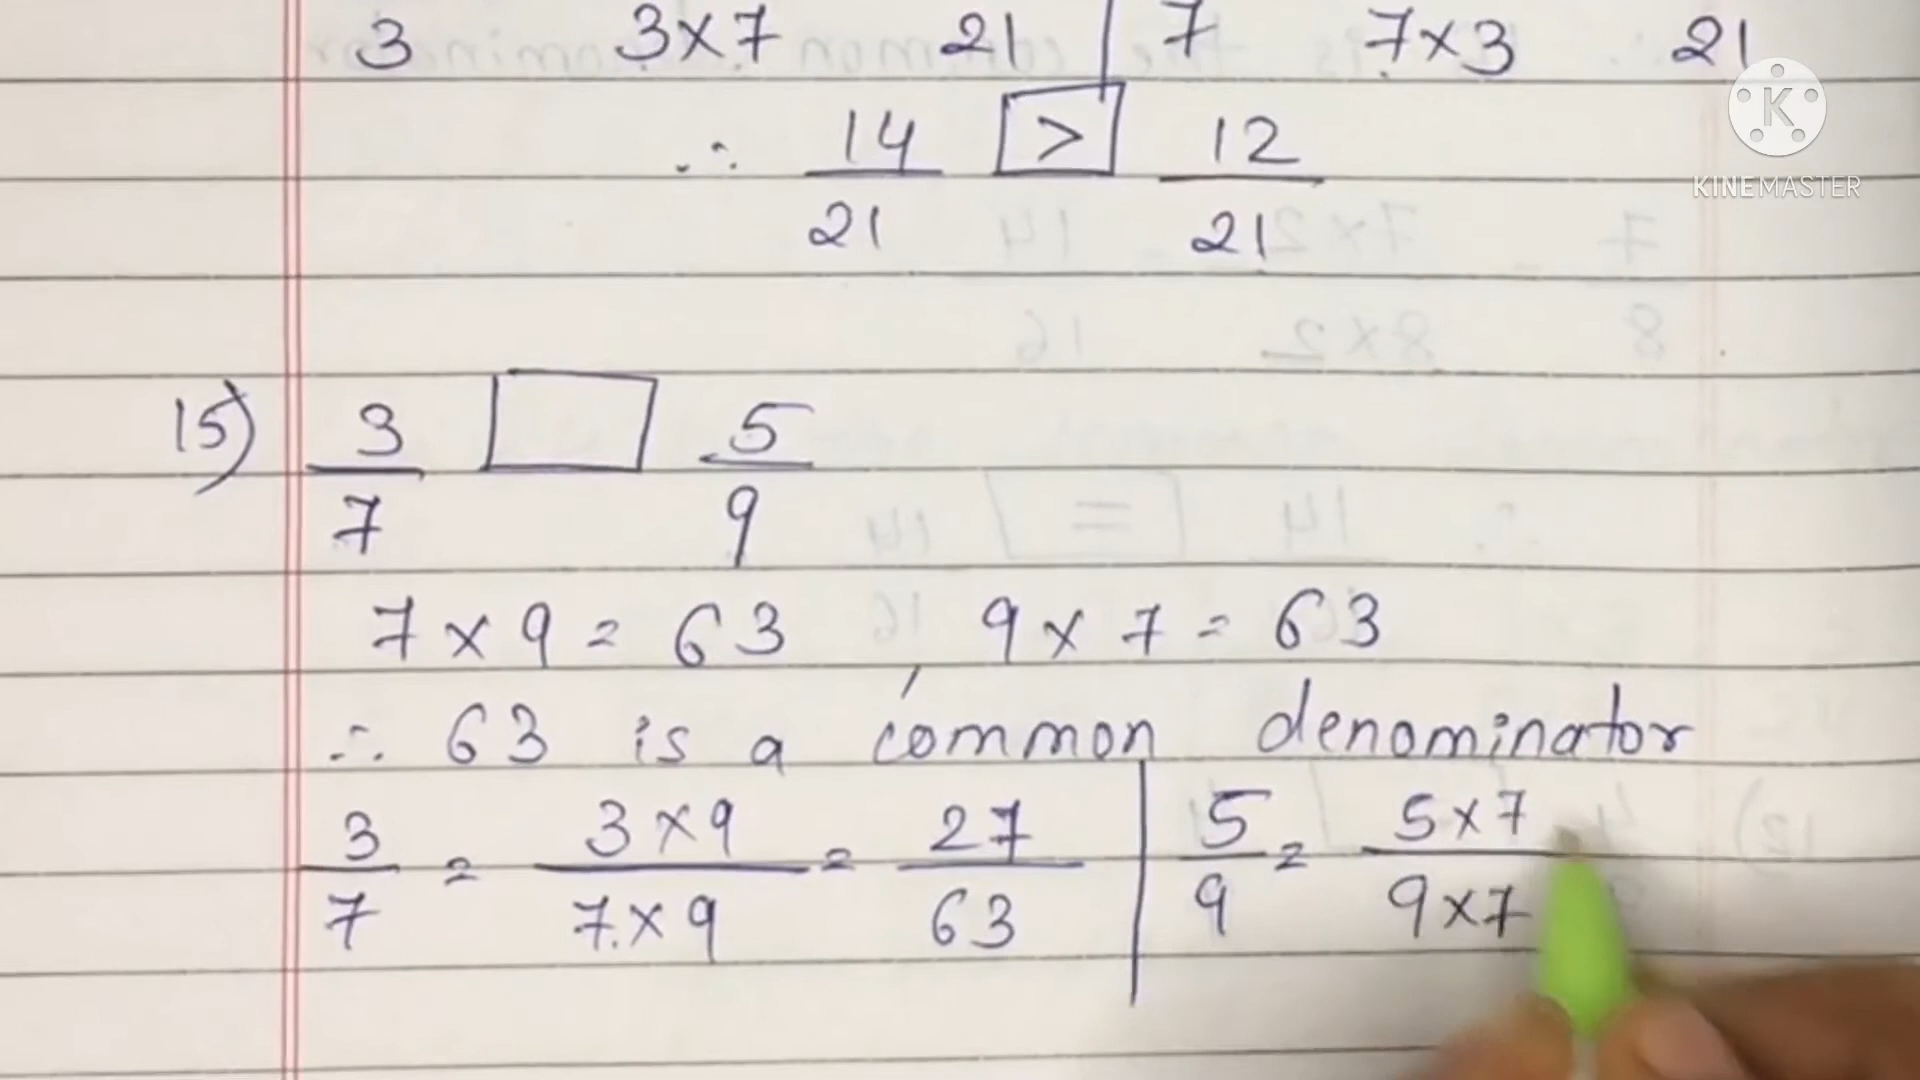 3 3×7 21 | 7 7×3 21
∴ 14 > 12
21 21
KINEMASTER
15) 3 5
7 9
7 × 9 = 63 9 × 7 = 63
∴ 63 is a common denominator
3 = 3×9 = 27 | 5 = 5×7
7 7×9 63 9 9×7